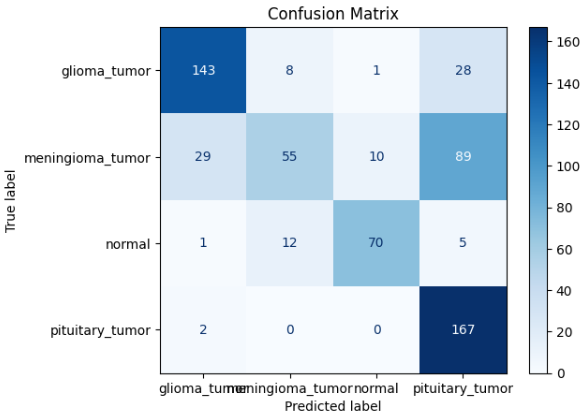 Confusion Matrix
True label
glioma_tumor 143 8 1 28
meningioma_tumor 29 55 10 89
normal 1 12 70 5
pituitary_tumor 2 0 0 167
glioma_tumor meningioma_tumor normal pituitary_tumor
Predicted label
160
140
120
100
80
60
40
20
0